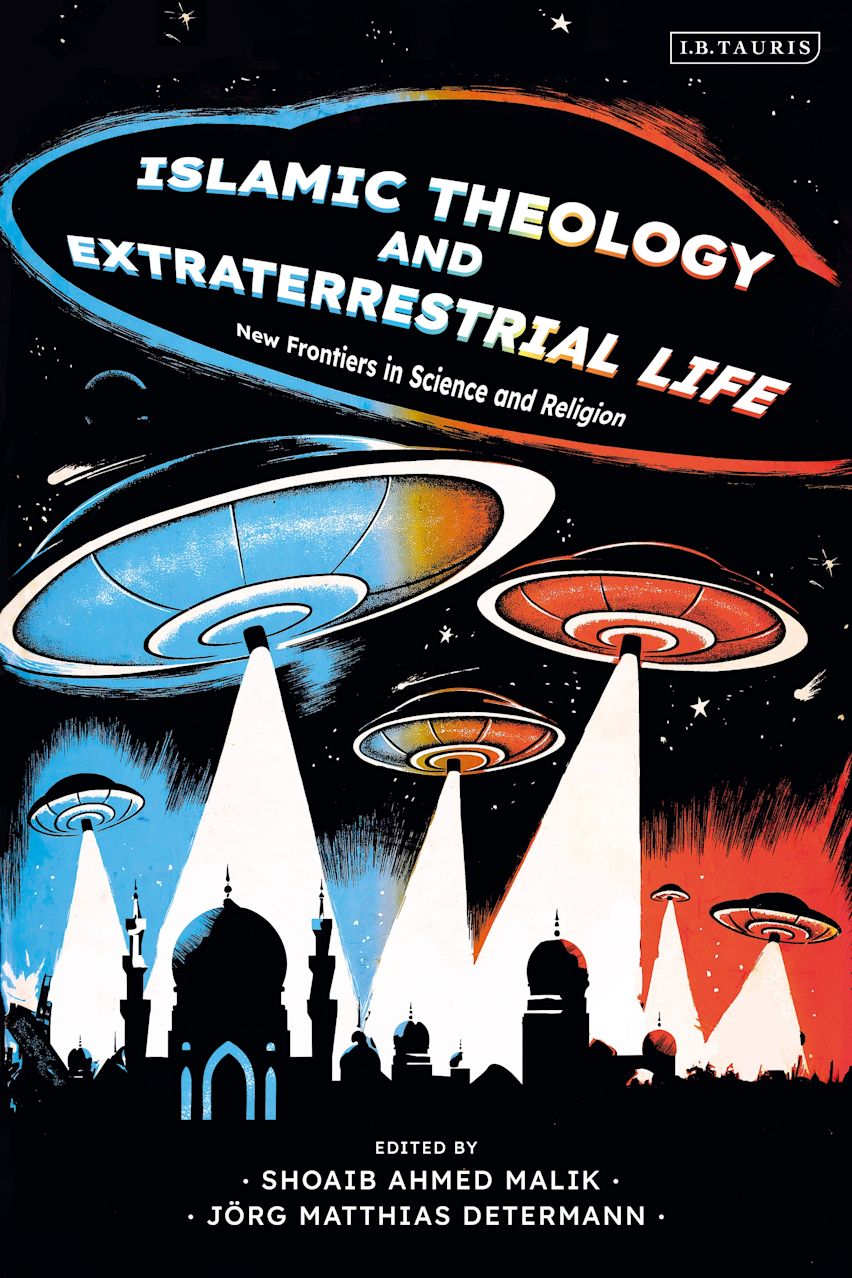 I.B.TAURIS
ISLAMIC THEOLOGY
AND
EXTRATERRESTRIAL LIFE
New Frontiers in Science and Religion
EDITED BY
· SHOAIB AHMED MALIK ·
· JÖRG MATTHIAS DETERMANN ·